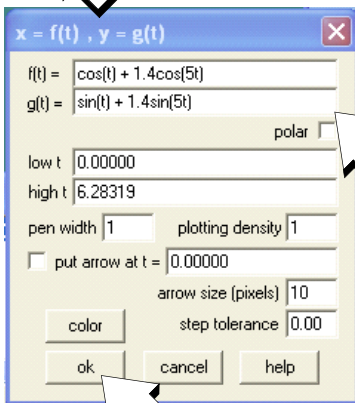 x = f(t) , y = g(t)
f(t) = cos(t) + 1.4cos(5t)
g(t) = sin(t) + 1.4sin(5t)
polar
low t 0.00000
high t 6.28319
pen width 1 plotting density 1
put arrow at t = 0.00000
arrow size (pixels) 10
color step tolerance 0.00
ok cancel help